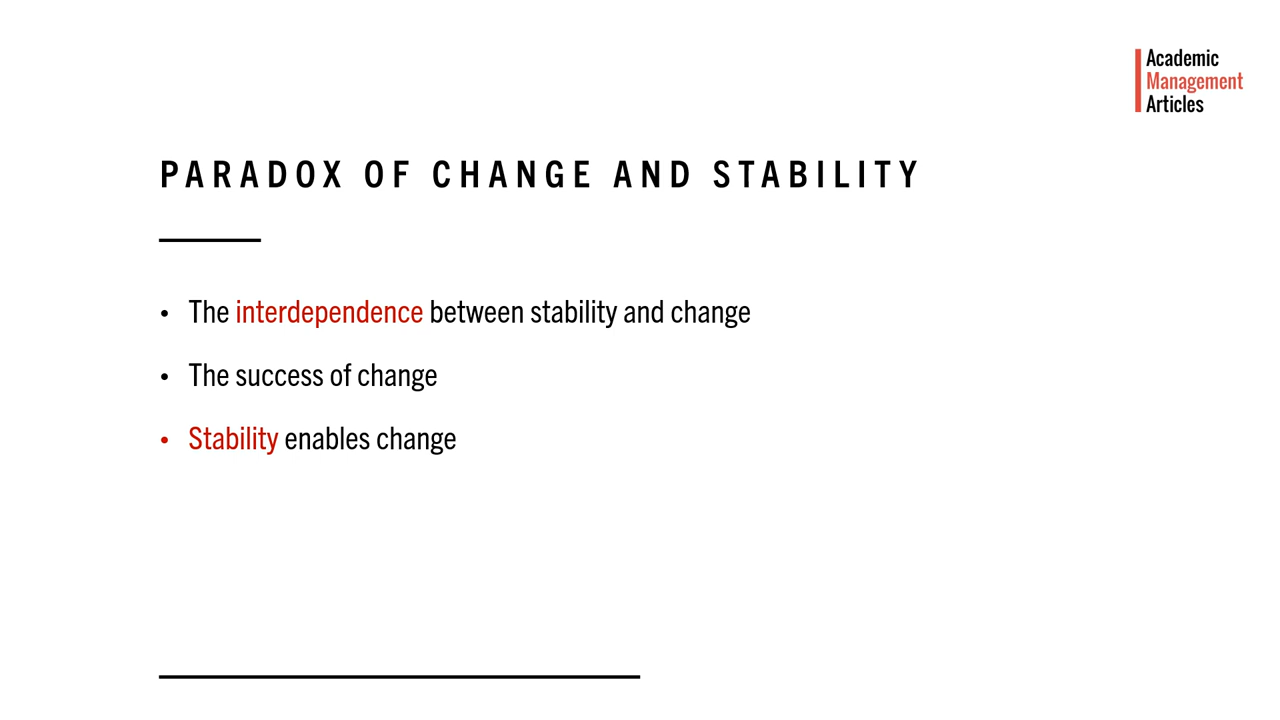 Academic
Management
Articles
PARADOX OF CHANGE AND STABILITY
• The interdependence between stability and change
• The success of change
• Stability enables change